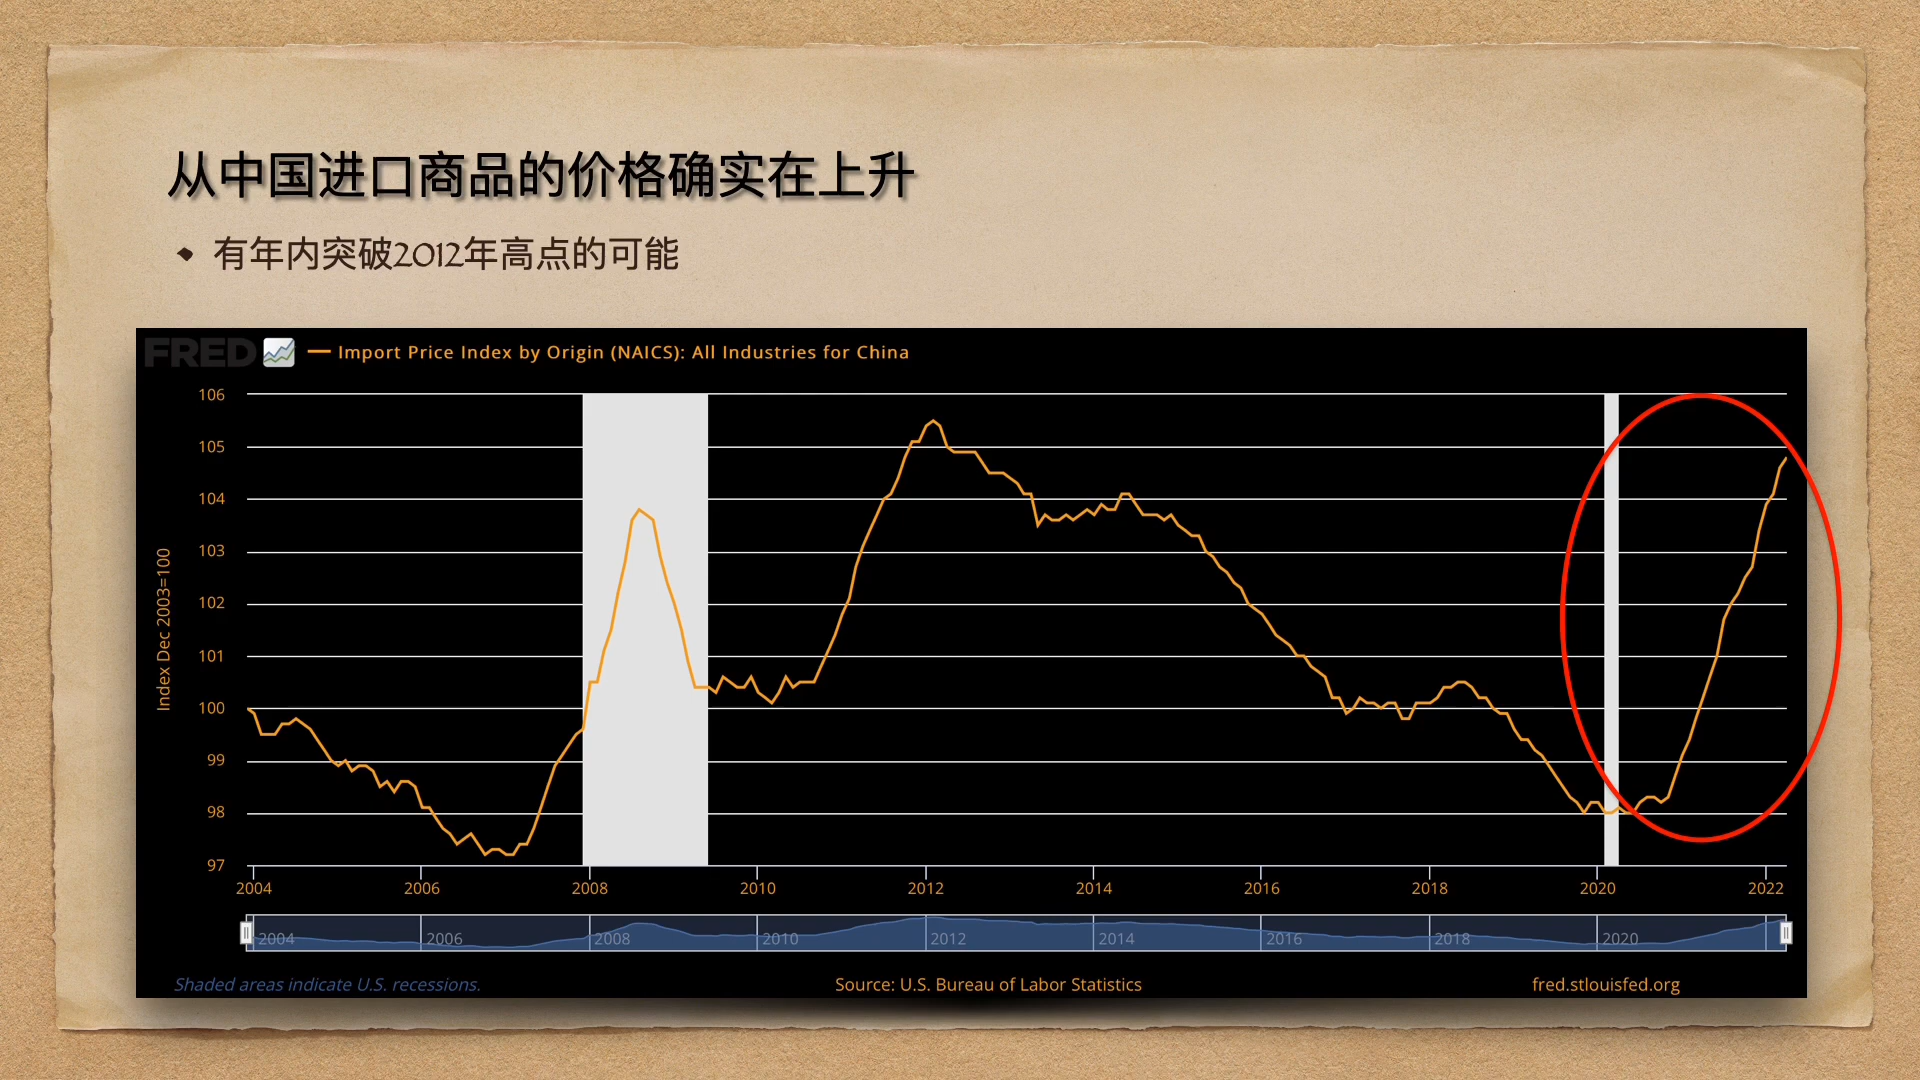 从中国进口商品的价格确实在上升
有年内突破2012年高点的可能
FRED
Import Price Index by Origin (NAICS): All Industries for China
106
105
104
103
102
101
100
99
98
97
Index Dec 2003=100
2004 2006 2008 2010 2012 2014 2016 2018 2020 2022
2004 2006 2008 2010 2012 2014 2016 2018 2020
Shaded areas indicate U.S. recessions. Source: U.S. Bureau of Labor Statistics fred.stlouisfed.org